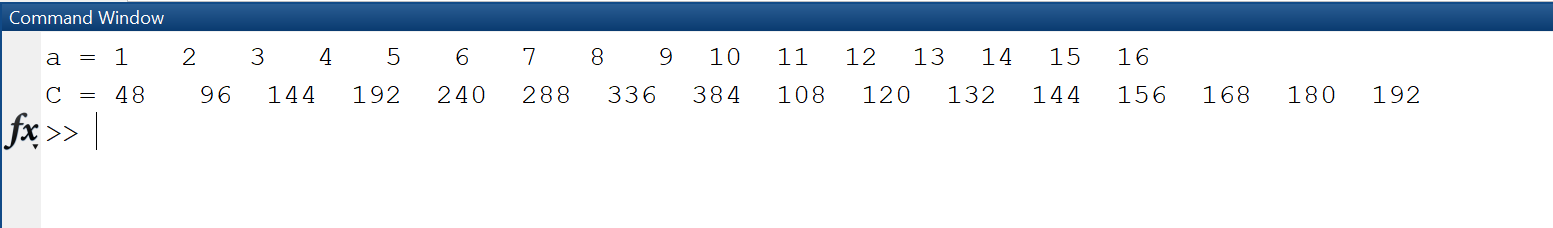 Command Window
a = 1 2 3 4 5 6 7 8 9 10 11 12 13 14 15 16
C = 48 96 144 192 240 288 336 384 108 120 132 144 156 168 180 192
fx >>